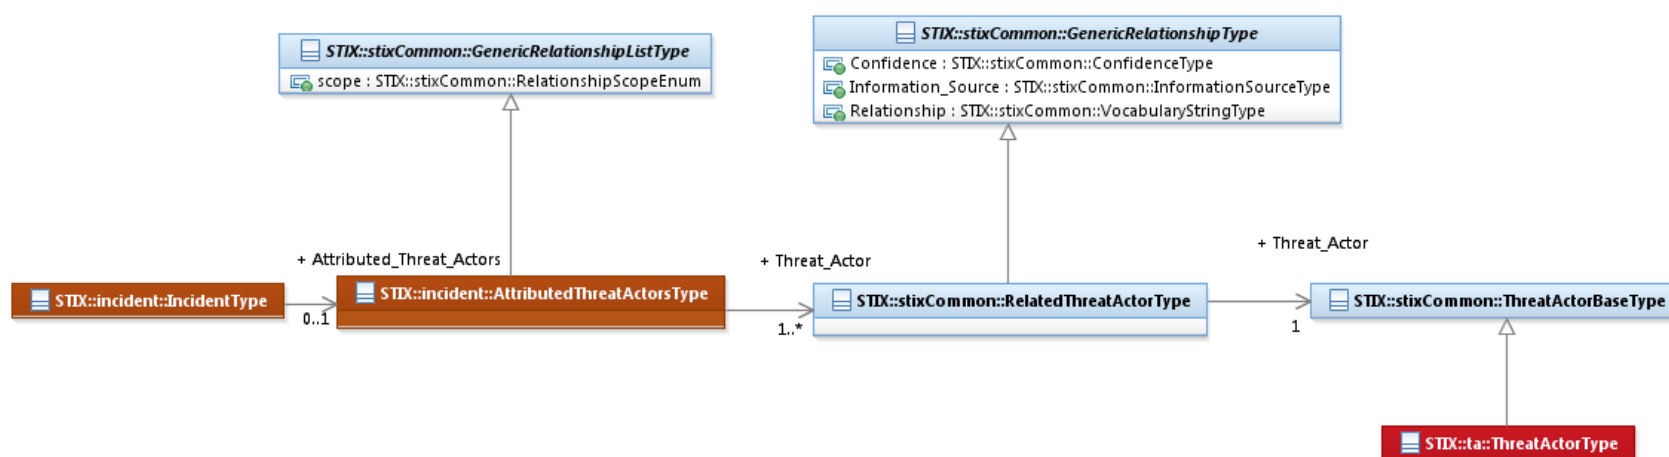 STIX::stixCommon::GenericRelationshipListType
scope : STIX::stixCommon::RelationshipScopeEnum
STIX::stixCommon::GenericRelationshipType
Confidence : STIX::stixCommon::ConfidenceType
Information_Source : STIX::stixCommon::InformationSourceType
Relationship : STIX::stixCommon::VocabularyStringType
+ Attributed_Threat_Actors
+ Threat_Actor
+ Threat_Actor
STIX::incident::IncidentType
0..1
STIX::incident::AttributedThreatActorsType
1..*
STIX::stixCommon::RelatedThreatActorType
1
STIX::stixCommon::ThreatActorBaseType
STIX::ta::ThreatActorType